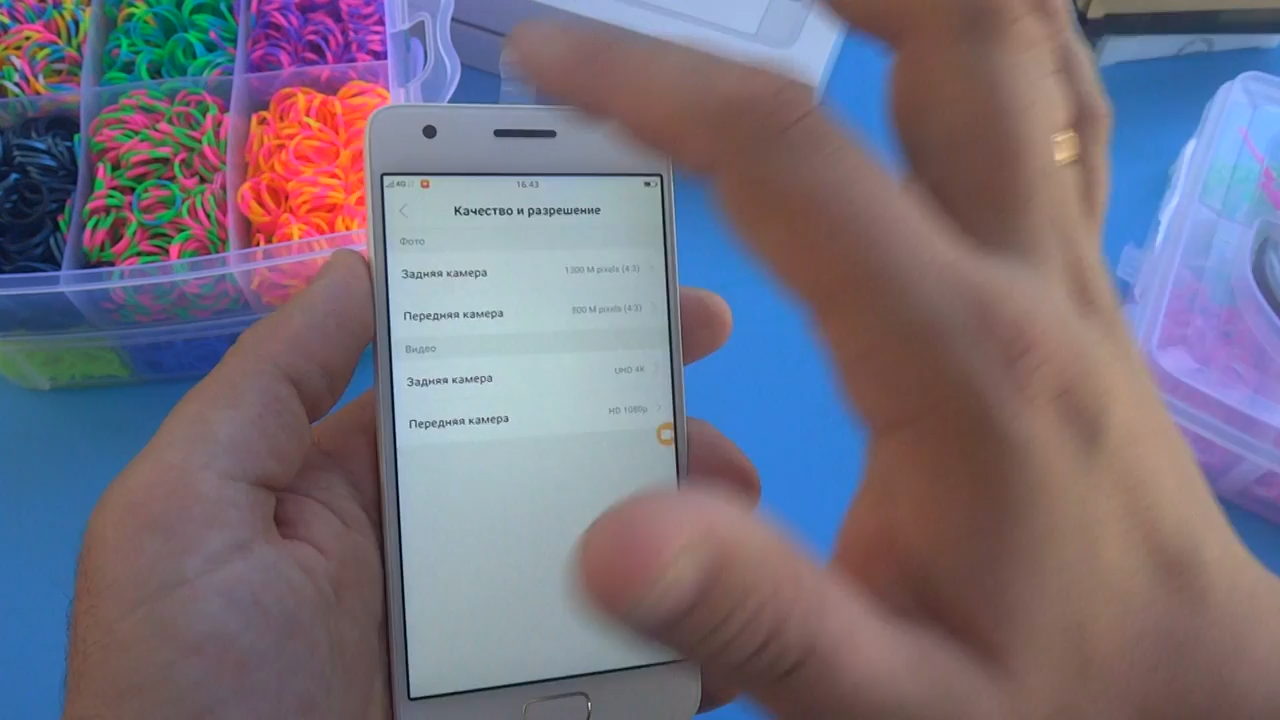 4G 16:43
Качество и разрешение
Фото
Задняя камера 1300 M pixels (4:3)
Передняя камера 800 M pixels (4:3)
Видео
Задняя камера UHD 4K
Передняя камера HD 1080p